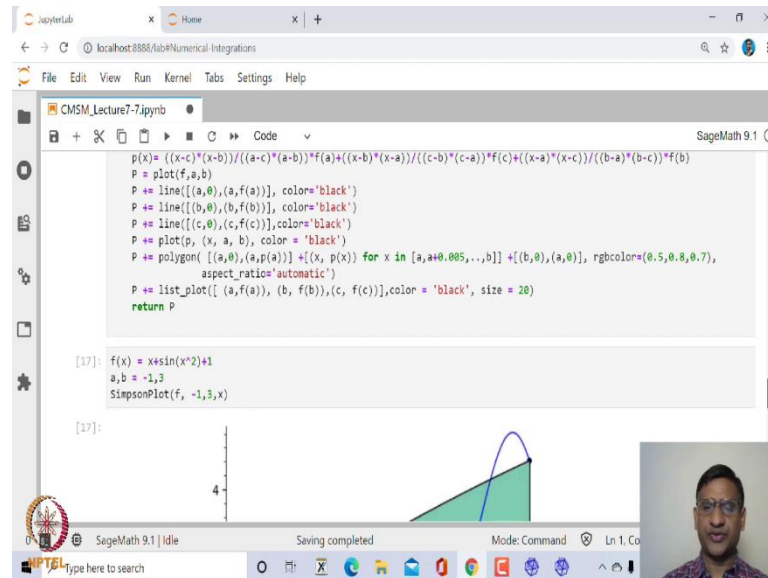 JupyterLab x Home x +
localhost:8888/lab#Numerical-Integrations
File Edit View Run Kernel Tabs Settings Help
CMSM_Lecture7-7.ipynb
Code SageMath 9.1
p(x)= ((x-c)*(x-b))/((a-c)*(a-b))*f(a)+((x-b)*(x-a))/((c-b)*(c-a))*f(c)+((x-a)*(x-c))/((b-a)*(b-c))*f(b)
P = plot(f,a,b)
P += line([(a,0),(a,f(a))], color='black')
P += line([(b,0),(b,f(b))], color='black')
P += line([(c,0),(c,f(c))],color='black')
P += plot(p, (x, a, b), color = 'black')
P += polygon( [(a,0),(a,p(a))] +[(x, p(x)) for x in [a,a+0.005,..,b]] +[(b,0),(a,0)], rgbcolor=(0.5,0.8,0.7),
aspect_ratio='automatic')
P += list_plot([ (a,f(a)), (b, f(b)),(c, f(c))],color = 'black', size = 20)
return P
[17]: f(x) = x+sin(x^2)+1
a,b = -1,3
SimpsonPlot(f, -1,3,x)
[17]:
4
SageMath 9.1 | Idle Saving completed Mode: Command Ln 1, Co
NPTEL
Type here to search